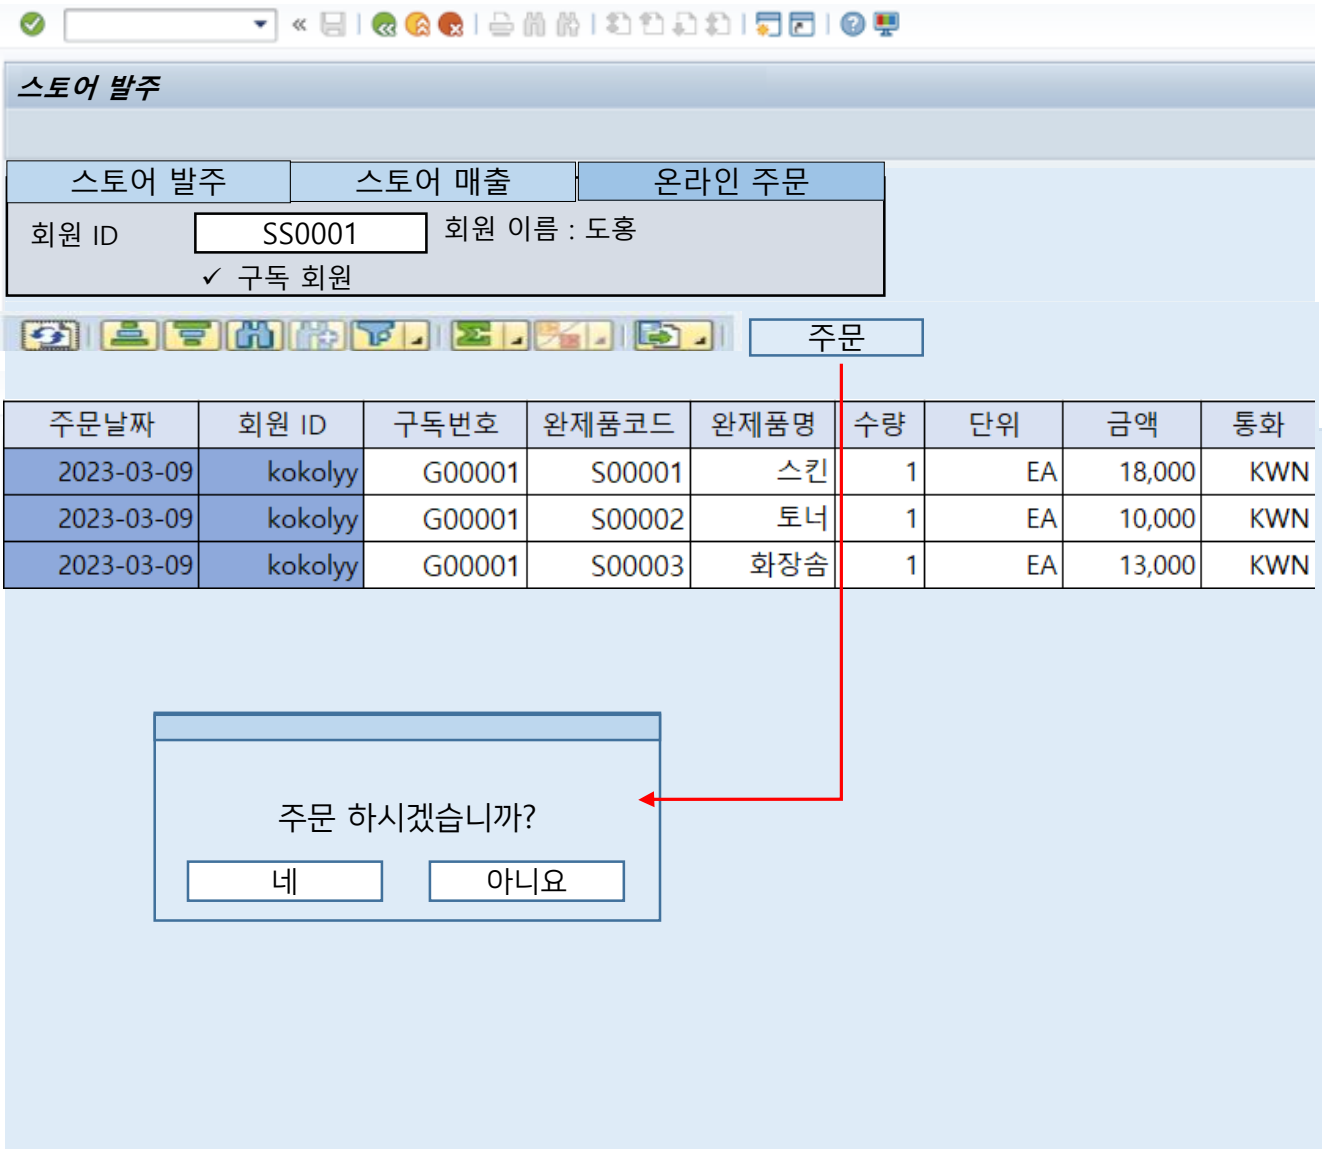 스토어 발주
스토어 발주 스토어 매출 온라인 주문
회원 ID SS0001 회원 이름 : 도홍
✓ 구독 회원
주문
주문날짜 회원 ID 구독번호 완제품코드 완제품명 수량 단위 금액 통화
2023-03-09 kokolyy G00001 S00001 스킨 1 EA 18,000 KWN
2023-03-09 kokolyy G00001 S00002 토너 1 EA 10,000 KWN
2023-03-09 kokolyy G00001 S00003 화장솜 1 EA 13,000 KWN
주문 하시겠습니까?
네 아니요